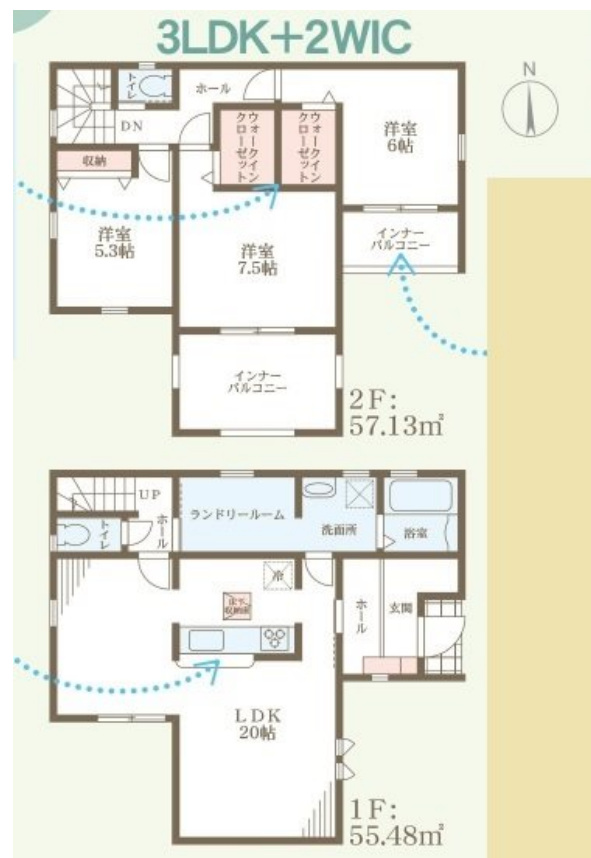 3LDK+2WIC
N
トイレ
ホール
DN
ウォークイン
クローゼット
ウォークイン
クローゼット
洋室
6帖
収納
洋室
5.3帖
洋室
7.5帖
インナー
バルコニー
インナー
バルコニー
2F:
57.13㎡
UP
ホール
トイレ
ランドリールーム
洗面所
浴室
冷
床下
収納庫
ホール
玄関
LDK
20帖
1F:
55.48㎡